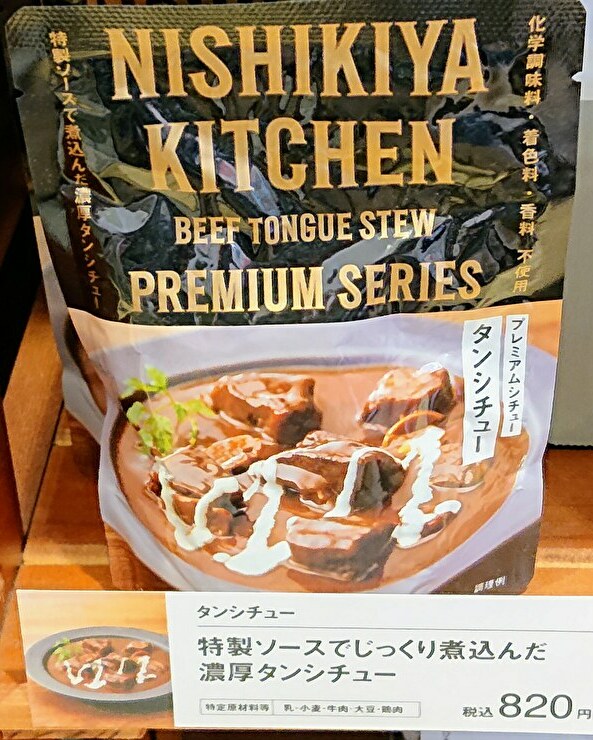 NISHIKIYA
KITCHEN
BEEF TONGUE STEW
PREMIUM SERIES
特製ソースで煮込んだ濃厚タンシチュー
化学調味料・着色料・香料 不使用
プレミアムシチュー
タンシチュー
調理例
タンシチュー
特製ソースでじっくり煮込んだ
濃厚タンシチュー
特定原材料等 乳・小麦・牛肉・大豆・鶏肉
税込820円